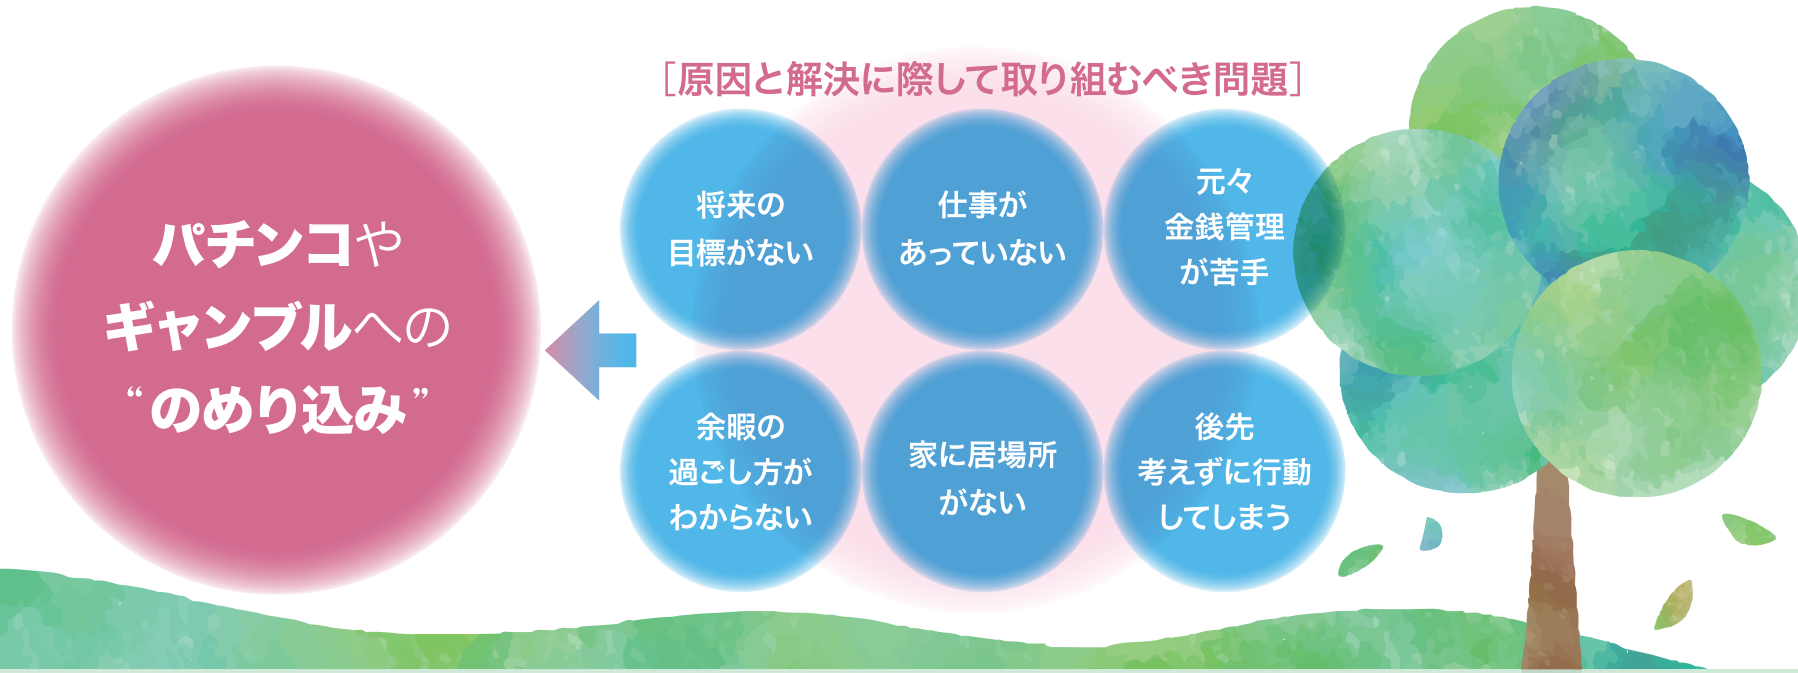 ［原因と解決に際して取り組むべき問題］
パチンコや
ギャンブルへの
“のめり込み”
将来の
目標がない
仕事が
あっていない
元々
金銭管理
が苦手
余暇の
過ごし方が
わからない
家に居場所
がない
後先
考えずに行動
してしまう